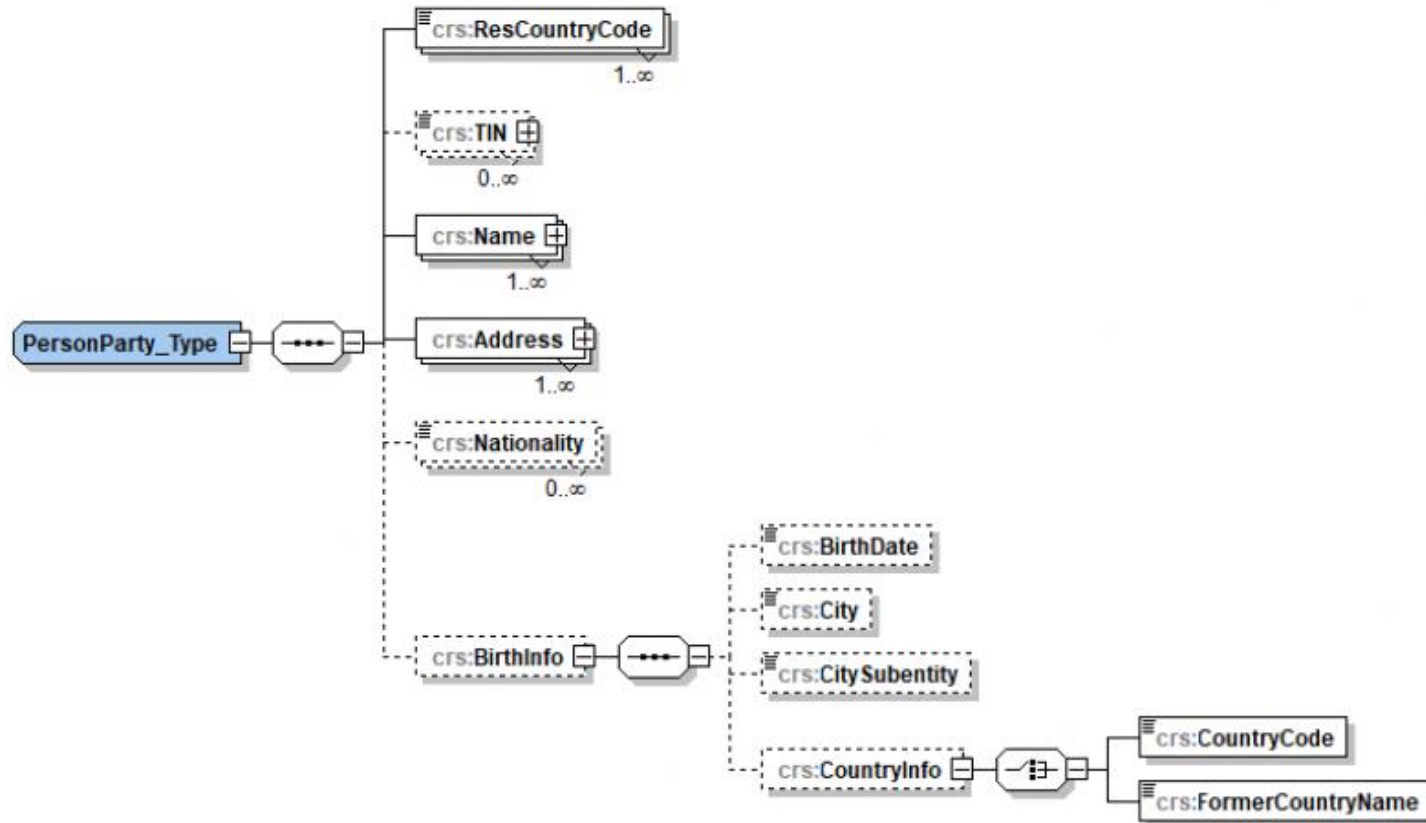 crs:ResCountryCode
1..∞
crs:TIN
0..∞
crs:Name
1..∞
PersonParty_Type
crs:Address
1..∞
crs:Nationality
0..∞
crs:BirthDate
crs:City
crs:BirthInfo
crs:CitySubentity
crs:CountryCode
crs:CountryInfo
crs:FormerCountryName